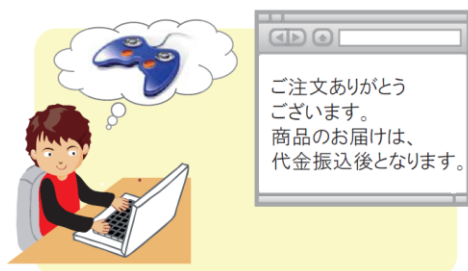 ご注文ありがとう
ございます。
商品のお届けは、
代金振込後となります。